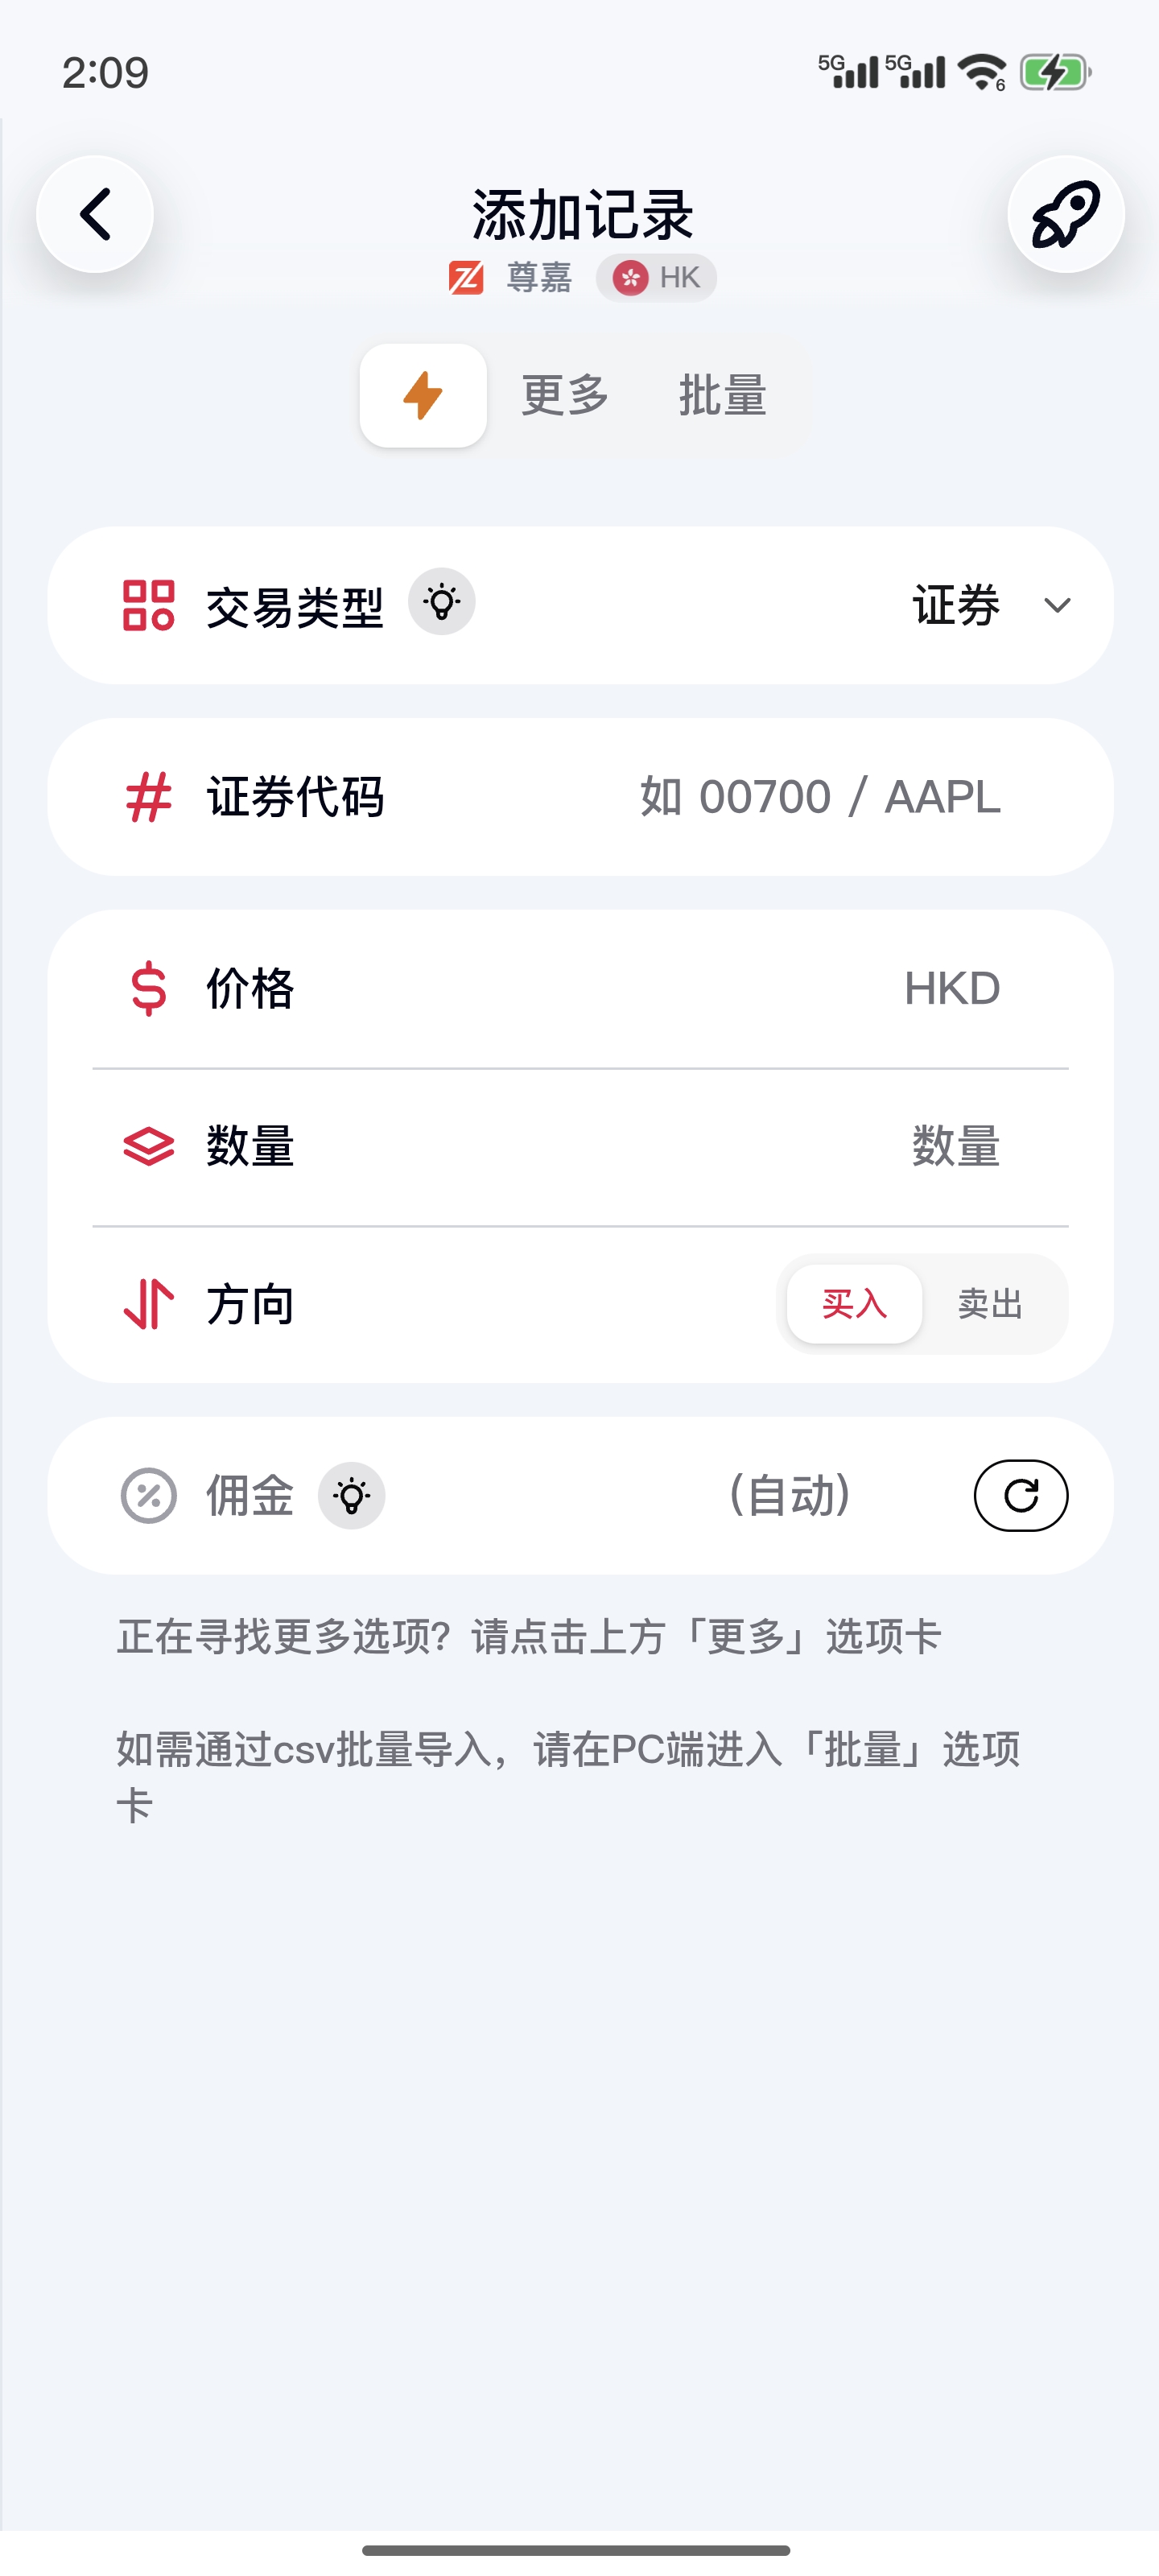 2:09
5G 5G 6
添加记录
尊嘉 HK
更多 批量
交易类型 证券
证券代码 如 00700 / AAPL
价格 HKD
数量 数量
方向 买入 卖出
佣金 (自动)
正在寻找更多选项？请点击上方「更多」选项卡
如需通过csv批量导入，请在PC端进入「批量」选项
卡